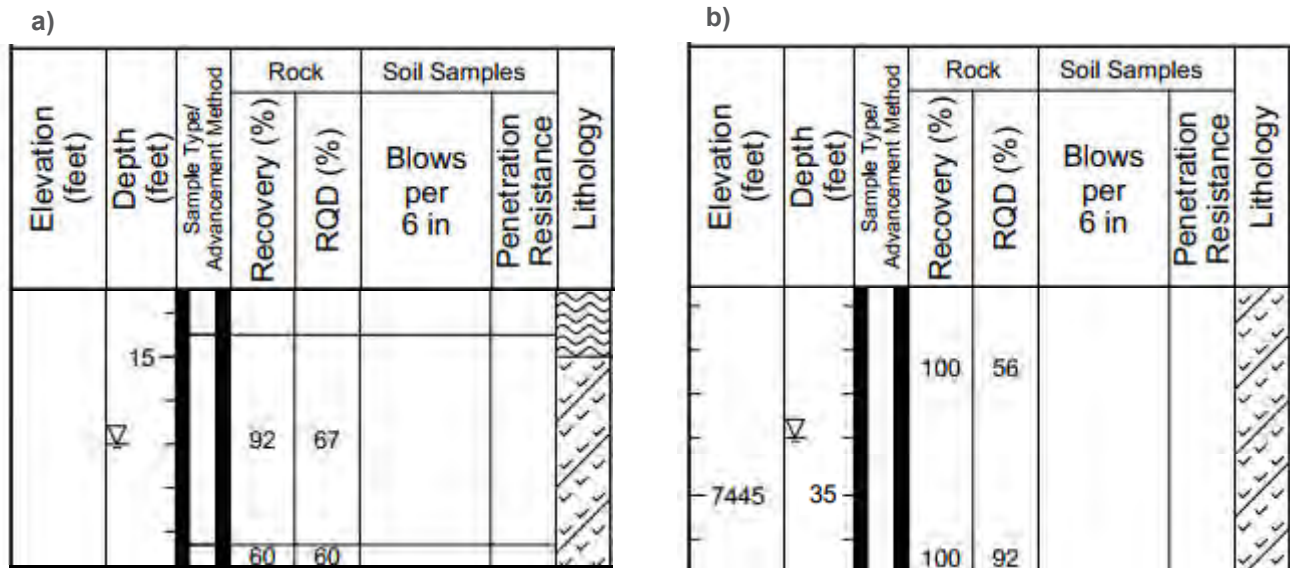 a)
Elevation
(feet)
Depth
(feet)
Sample Type/
Advancement Method
Rock
Recovery (%)
RQD (%)
Soil Samples
Blows
per
6 in
Penetration
Resistance
Lithology
15
92 67
60 60
b)
Elevation
(feet)
Depth
(feet)
Sample Type/
Advancement Method
Rock
Recovery (%)
RQD (%)
Soil Samples
Blows
per
6 in
Penetration
Resistance
Lithology
100 56
7445 35
100 92